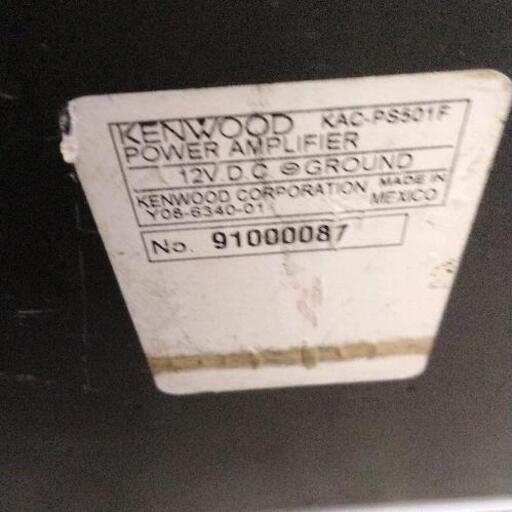 KENWOOD KAC-PS501F
POWER AMPLIFIER
12V D.C. ⊖ GROUND
KENWOOD CORPORATION MADE IN
Y08-6340-01 MEXICO
No. 91000087